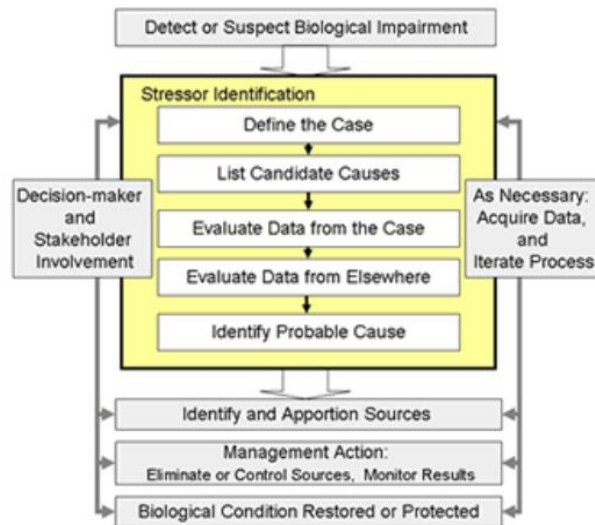 Detect or Suspect Biological Impairment
Stressor Identification
Define the Case
List Candidate Causes
Decision-maker
and
Stakeholder
Involvement
As Necessary:
Acquire Data,
and
Iterate Process
Evaluate Data from the Case
Evaluate Data from Elsewhere
Identify Probable Cause
Identify and Apportion Sources
Management Action:
Eliminate or Control Sources, Monitor Results
Biological Condition Restored or Protected